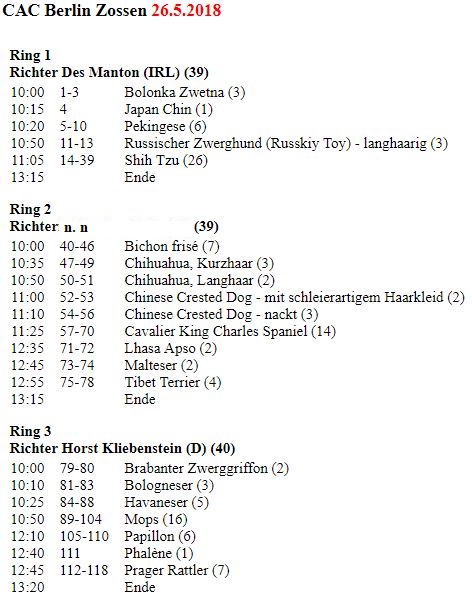 CAC Berlin Zossen 26.5.2018
Ring 1
Richter Des Manton (IRL) (39)
10:00 1-3 Bolonka Zwetna (3)
10:15 4 Japan Chin (1)
10:20 5-10 Pekingese (6)
10:50 11-13 Russischer Zwerghund (Russkiy Toy) - langhaarig (3)
11:05 14-39 Shih Tzu (26)
13:15 Ende
Ring 2
Richter n. n (39)
10:00 40-46 Bichon frisé (7)
10:35 47-49 Chihuahua, Kurzhaar (3)
10:50 50-51 Chihuahua, Langhaar (2)
11:00 52-53 Chinese Crested Dog - mit schleierartigem Haarkleid (2)
11:10 54-56 Chinese Crested Dog - nackt (3)
11:25 57-70 Cavalier King Charles Spaniel (14)
12:35 71-72 Lhasa Apso (2)
12:45 73-74 Malteser (2)
12:55 75-78 Tibet Terrier (4)
13:15 Ende
Ring 3
Richter Horst Kliebenstein (D) (40)
10:00 79-80 Brabanter Zwerggriffon (2)
10:10 81-83 Bologneser (3)
10:25 84-88 Havaneser (5)
10:50 89-104 Mops (16)
12:10 105-110 Papillon (6)
12:40 111 Phalène (1)
12:45 112-118 Prager Rattler (7)
13:20 Ende